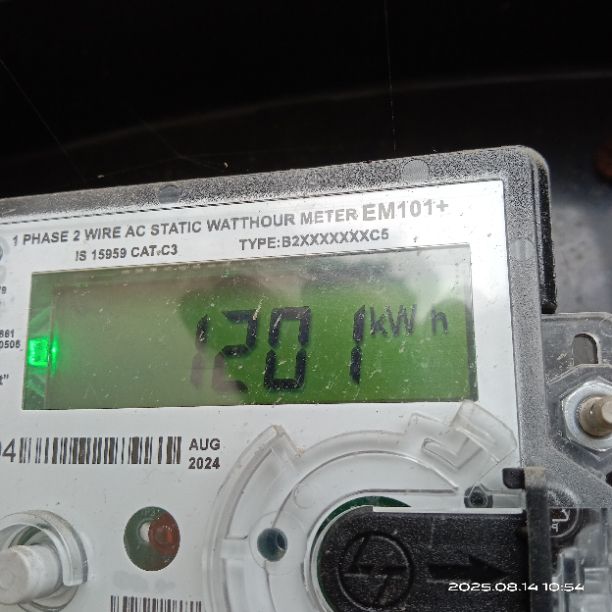 1 PHASE 2 WIRE AC STATIC WATTHOUR METER EM101+
IS 15959 CAT.C3 TYPE:B2XXXXXXXC5
1201 kWh
AUG
2024
2025.08.14 10:54